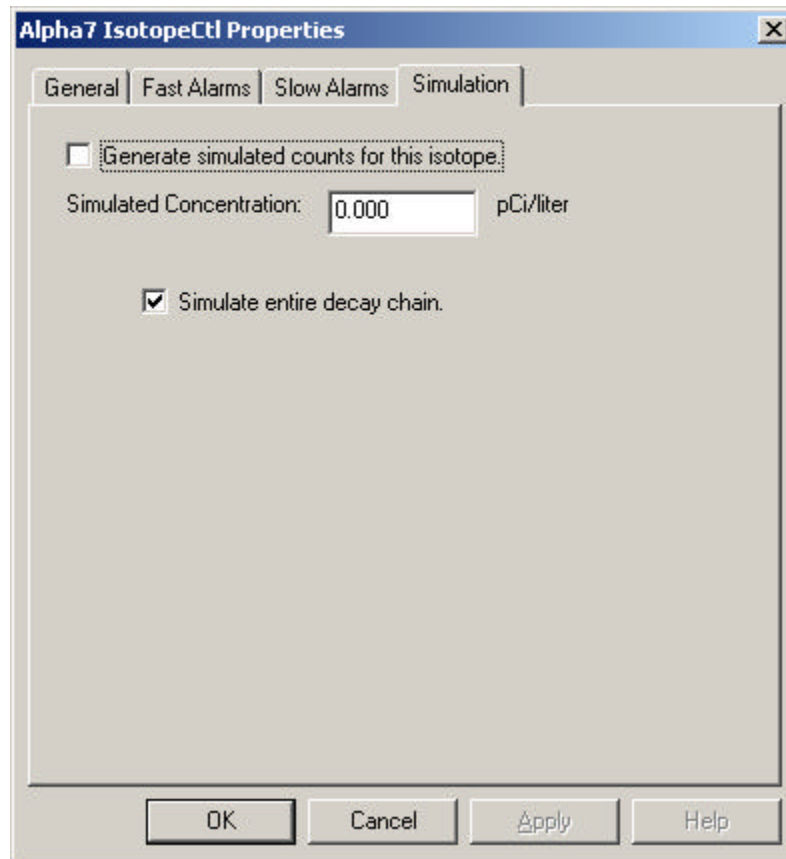 Alpha7 IsotopeCtl Properties
General Fast Alarms Slow Alarms Simulation
Generate simulated counts for this isotope.
Simulated Concentration: 0.000 pCi/liter
Simulate entire decay chain.
OK Cancel Apply Help